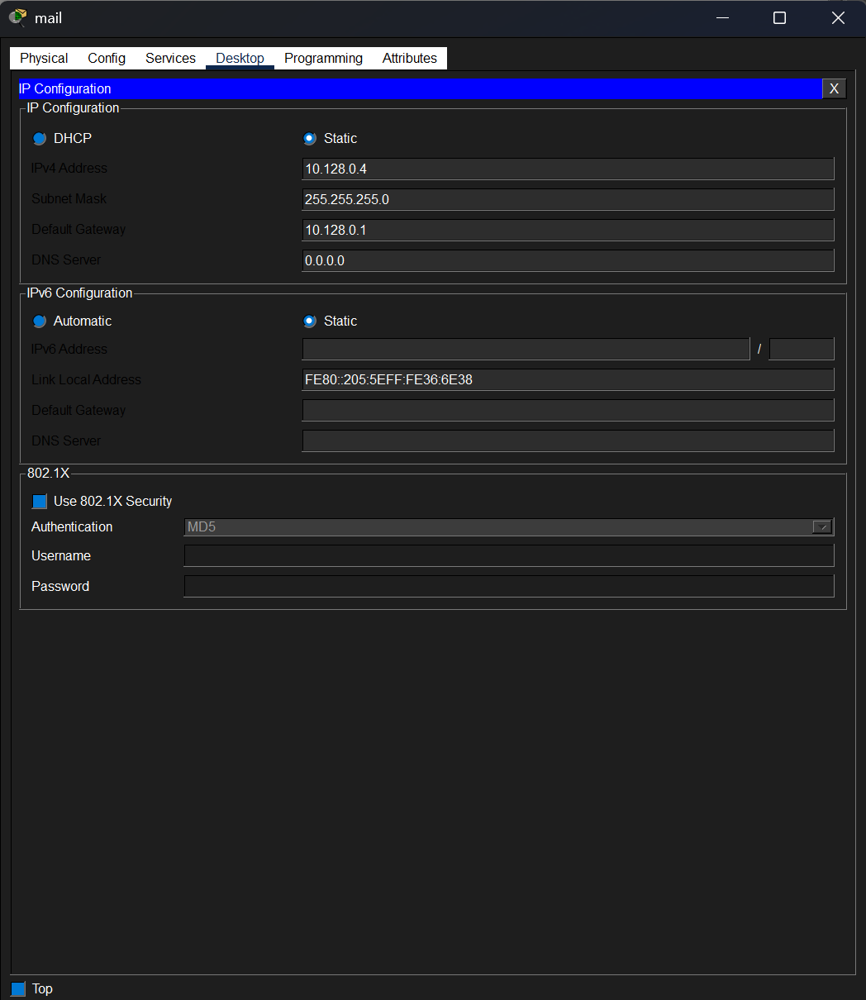 mail
Physical Config Services Desktop Programming Attributes
IP Configuration X
IP Configuration
DHCP Static
IPv4 Address 10.128.0.4
Subnet Mask 255.255.255.0
Default Gateway 10.128.0.1
DNS Server 0.0.0.0
IPv6 Configuration
Automatic Static
IPv6 Address /
Link Local Address FE80::205:5EFF:FE36:6E38
Default Gateway
DNS Server
802.1X
Use 802.1X Security
Authentication MD5
Username
Password
Top